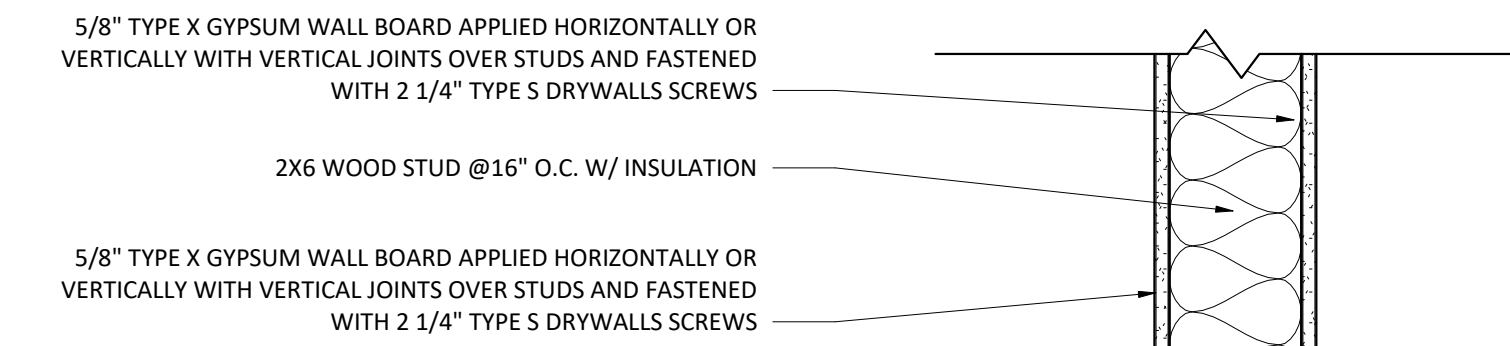 5/8" TYPE X GYPSUM WALL BOARD APPLIED HORIZONTALLY OR
VERTICALLY WITH VERTICAL JOINTS OVER STUDS AND FASTENED
WITH 2 1/4" TYPE S DRYWALLS SCREWS
2X6 WOOD STUD @16" O.C. W/ INSULATION
5/8" TYPE X GYPSUM WALL BOARD APPLIED HORIZONTALLY OR
VERTICALLY WITH VERTICAL JOINTS OVER STUDS AND FASTENED
WITH 2 1/4" TYPE S DRYWALLS SCREWS